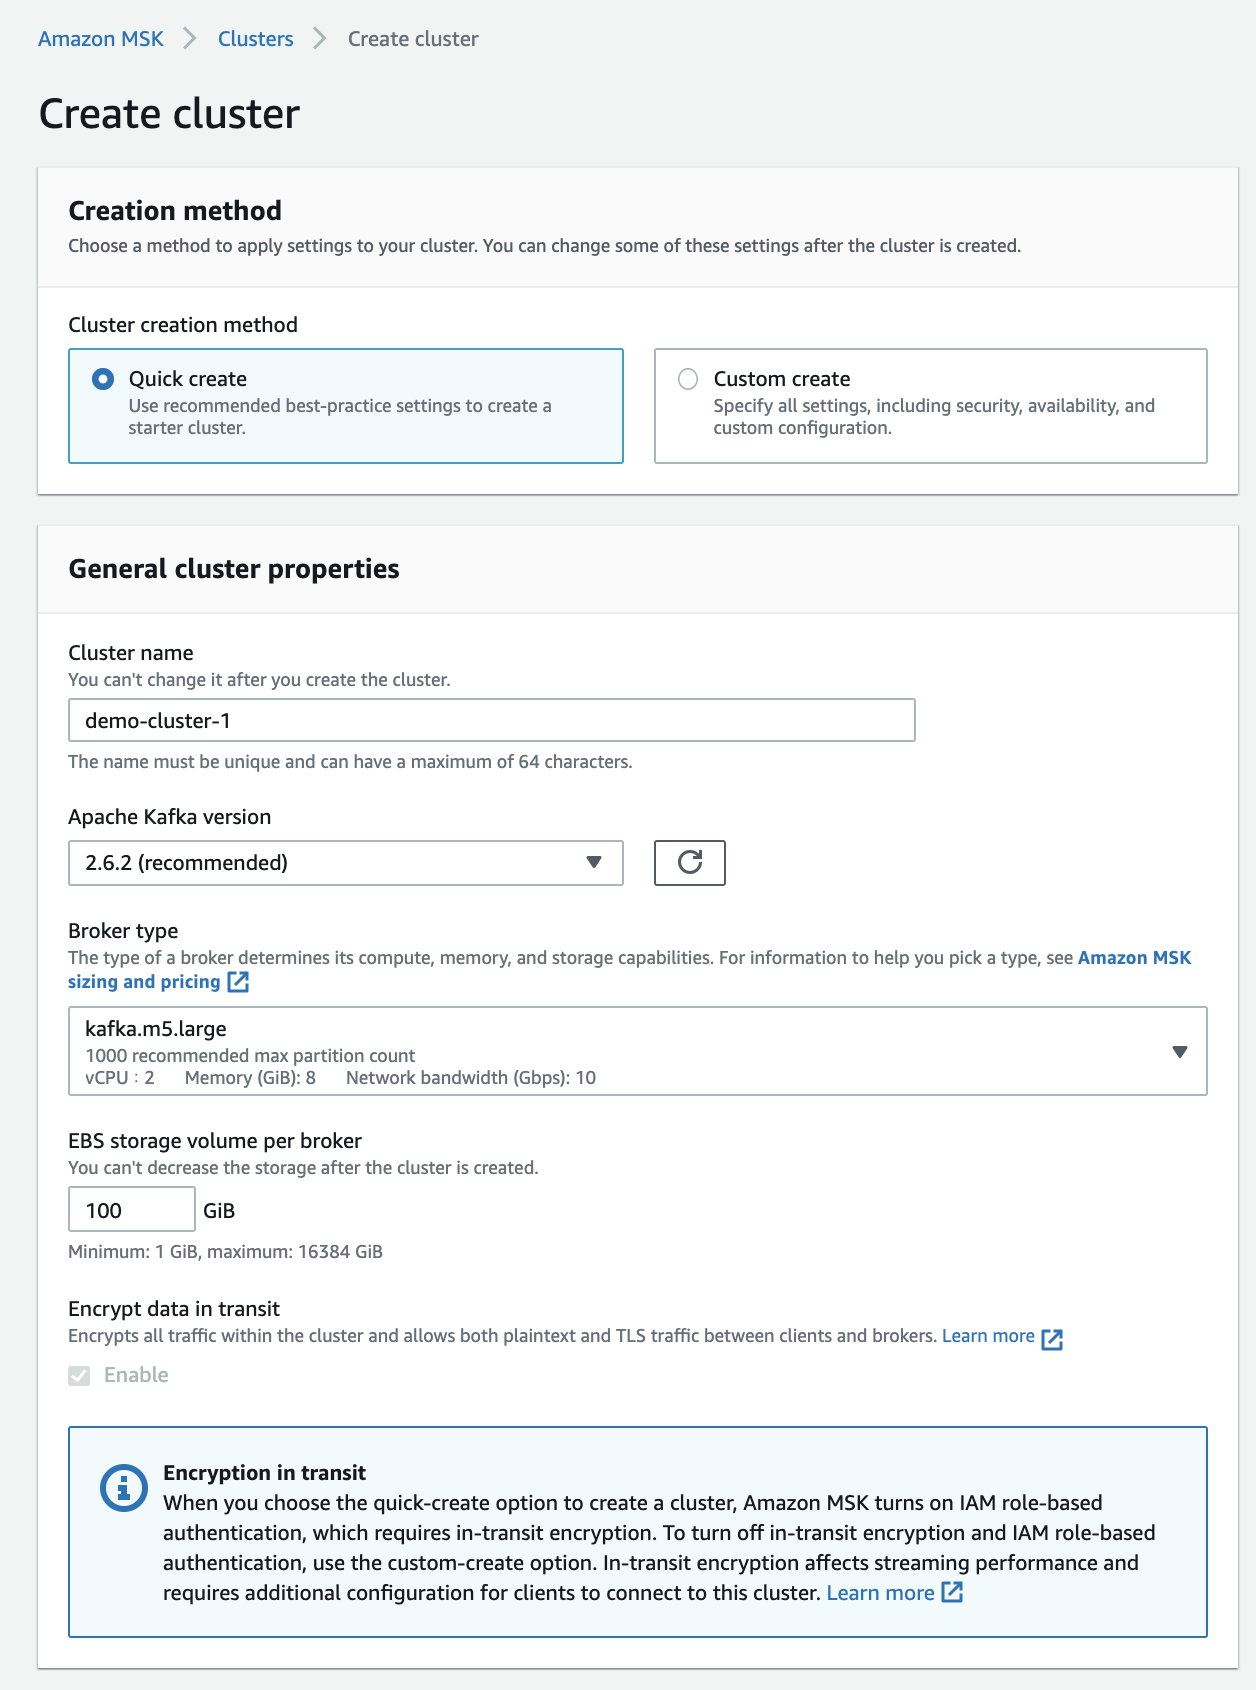 Amazon MSK > Clusters > Create cluster
Create cluster
Creation method
Choose a method to apply settings to your cluster. You can change some of these settings after the cluster is created.
Cluster creation method
Quick create
Use recommended best-practice settings to create a
starter cluster.
Custom create
Specify all settings, including security, availability, and
custom configuration.
General cluster properties
Cluster name
You can't change it after you create the cluster.
demo-cluster-1
The name must be unique and can have a maximum of 64 characters.
Apache Kafka version
2.6.2 (recommended)
Broker type
The type of a broker determines its compute, memory, and storage capabilities. For information to help you pick a type, see Amazon MSK
sizing and pricing
kafka.m5.large
1000 recommended max partition count
vCPU : 2 Memory (GiB): 8 Network bandwidth (Gbps): 10
EBS storage volume per broker
You can't decrease the storage after the cluster is created.
100 GiB
Minimum: 1 GiB, maximum: 16384 GiB
Encrypt data in transit
Encrypts all traffic within the cluster and allows both plaintext and TLS traffic between clients and brokers. Learn more
Enable
Encryption in transit
When you choose the quick-create option to create a cluster, Amazon MSK turns on IAM role-based
authentication, which requires in-transit encryption. To turn off in-transit encryption and IAM role-based
authentication, use the custom-create option. In-transit encryption affects streaming performance and
requires additional configuration for clients to connect to this cluster. Learn more